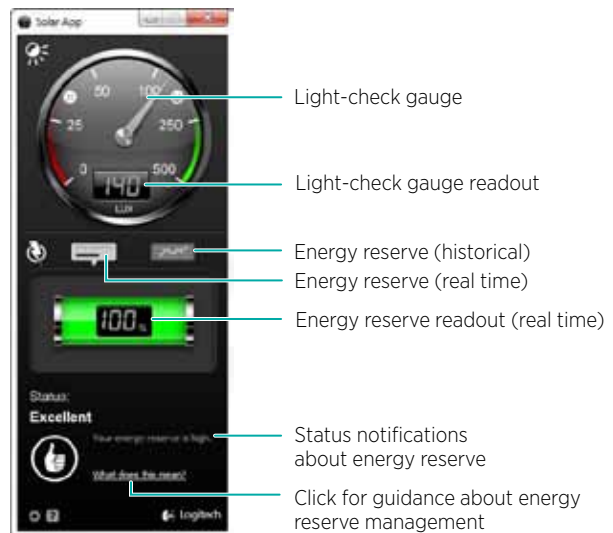 Solar App
50
100
25
250
0
500
140
LUX
100 %
Status:
Excellent
Your energy reserve is high.
What does this mean?
Logitech
Light-check gauge
Light-check gauge readout
Energy reserve (historical)
Energy reserve (real time)
Energy reserve readout (real time)
Status notifications
about energy reserve
Click for guidance about energy
reserve management